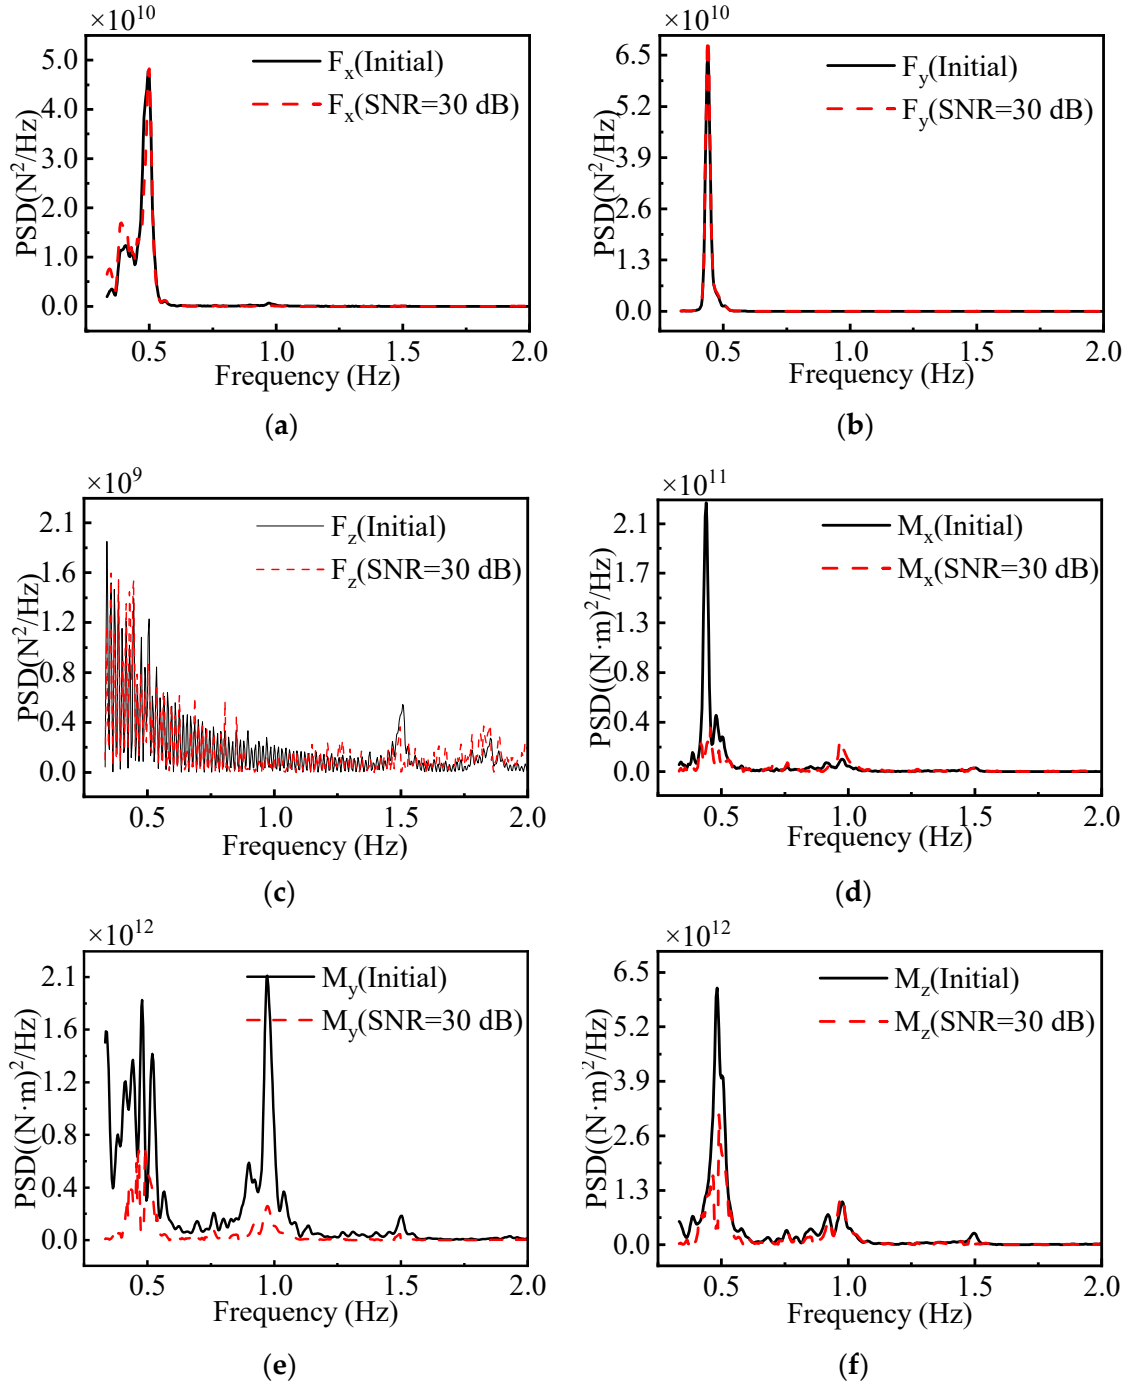 ×10^10
5.0
4.0
3.0
2.0
1.0
0.0
PSD(N²/Hz)
F_x(Initial)
F_x(SNR=30 dB)
0.5 1.0 1.5 2.0
Frequency (Hz)
(a)
×10^10
6.5
5.2
3.9
2.6
1.3
0.0
PSD(N²/Hz)
F_y(Initial)
F_y(SNR=30 dB)
0.5 1.0 1.5 2.0
Frequency (Hz)
(b)
×10^9
2.1
1.6
1.2
0.8
0.4
0.0
PSD(N²/Hz)
F_z(Initial)
F_z(SNR=30 dB)
0.5 1.0 1.5 2.0
Frequency (Hz)
(c)
×10^11
2.1
1.7
1.3
0.8
0.4
0.0
PSD((N·m)²/Hz)
M_x(Initial)
M_x(SNR=30 dB)
0.5 1.0 1.5 2.0
Frequency (Hz)
(d)
×10^12
2.1
1.6
1.2
0.8
0.4
0.0
PSD((N·m)²/Hz)
M_y(Initial)
M_y(SNR=30 dB)
0.5 1.0 1.5 2.0
Frequency (Hz)
(e)
×10^12
6.5
5.2
3.9
2.6
1.3
0.0
PSD((N·m)²/Hz)
M_z(Initial)
M_z(SNR=30 dB)
0.5 1.0 1.5 2.0
Frequency (Hz)
(f)